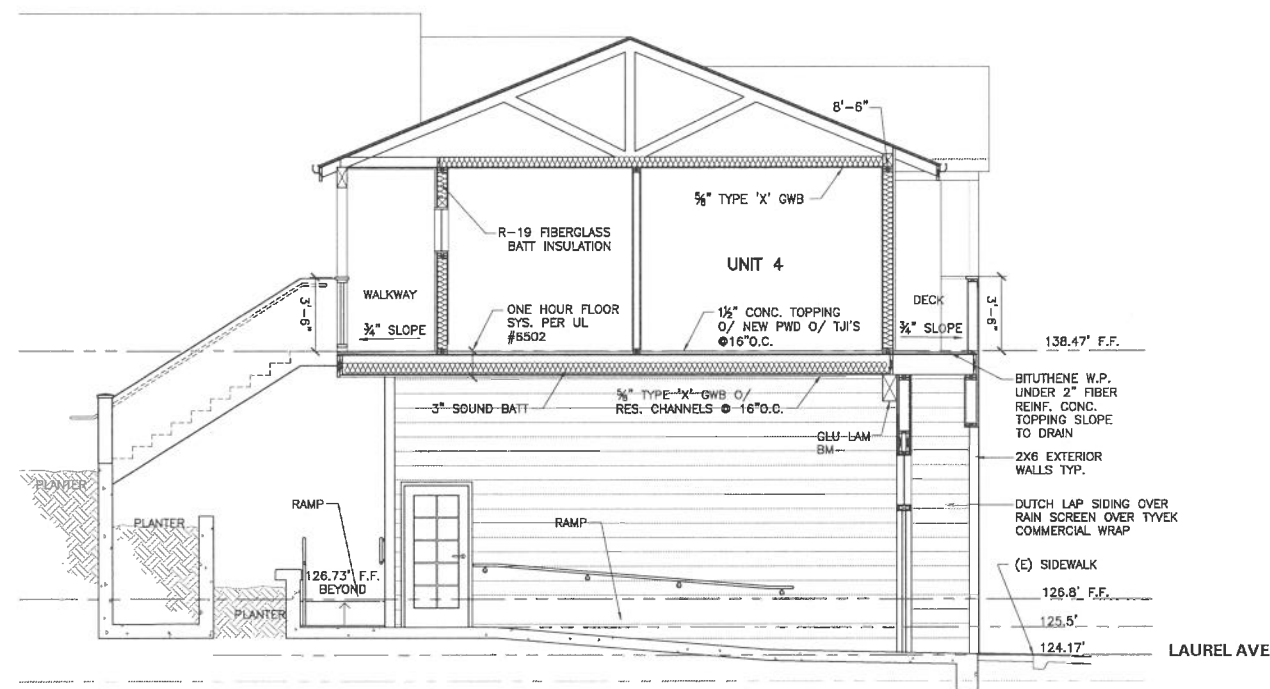 8'-6"
⅝" TYPE 'X' GWB
R-19 FIBERGLASS
BATT INSULATION
UNIT 4
WALKWAY
DECK
3'-6"
3'-6"
¾" SLOPE
ONE HOUR FLOOR
SYS. PER UL
#6502
1½" CONC. TOPPING
O/ NEW PWD O/ TJI'S
@16"O.C.
¾" SLOPE
138.47' F.F.
BITUTHENE W.P.
UNDER 2" FIBER
REINF. CONC.
TOPPING SLOPE
TO DRAIN
3" SOUND BATT
⅝" TYPE 'X' GWB O/
RES. CHANNELS @ 16"O.C.
GLU-LAM
BM
2X6 EXTERIOR
WALLS TYP.
PLANTER
PLANTER
RAMP
RAMP
DUTCH LAP SIDING OVER
RAIN SCREEN OVER TYVEK
COMMERCIAL WRAP
126.73' F.F.
BEYOND
(E) SIDEWALK
PLANTER
126.8' F.F.
125.5'
124.17'
LAUREL AVE